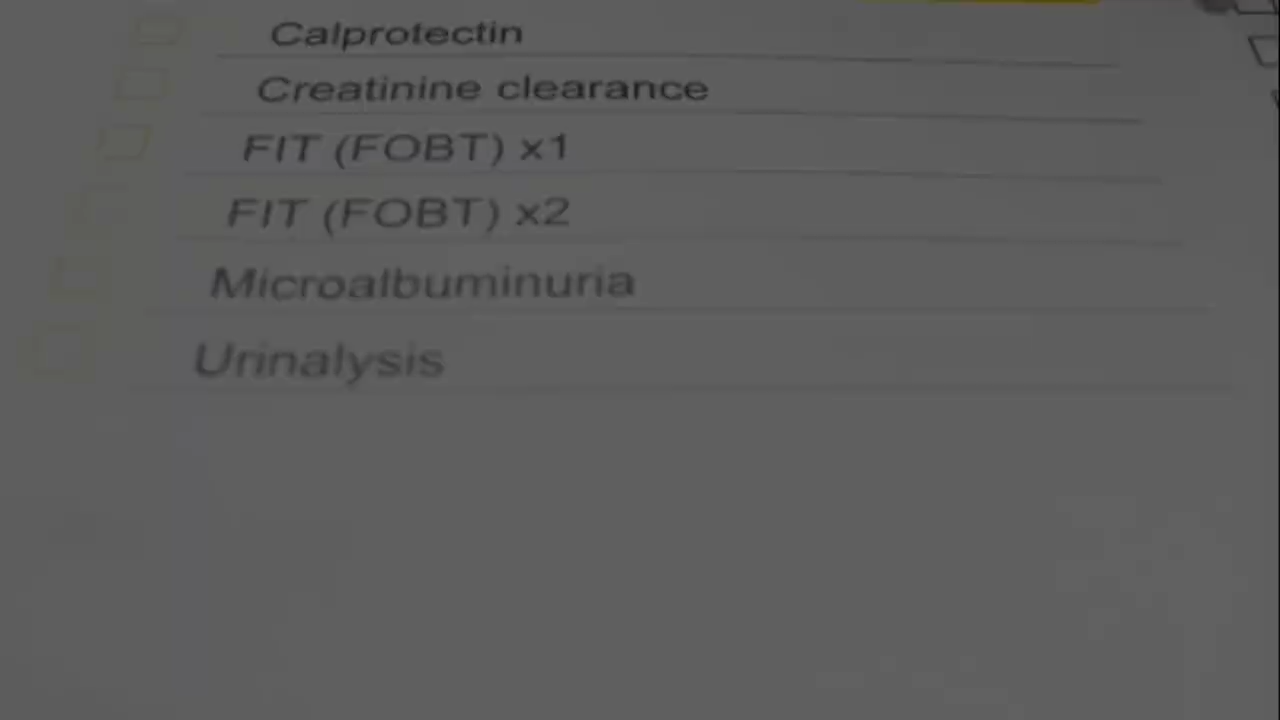 Calprotectin
Creatinine clearance
FIT (FOBT) x1
FIT (FOBT) x2
Microalbuminuria
Urinalysis